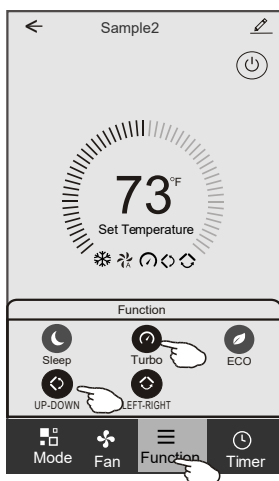 Sample2
73°F
Set Temperature
A
Function
Sleep Turbo ECO
UP-DOWN LEFT-RIGHT
Mode Fan Function Timer